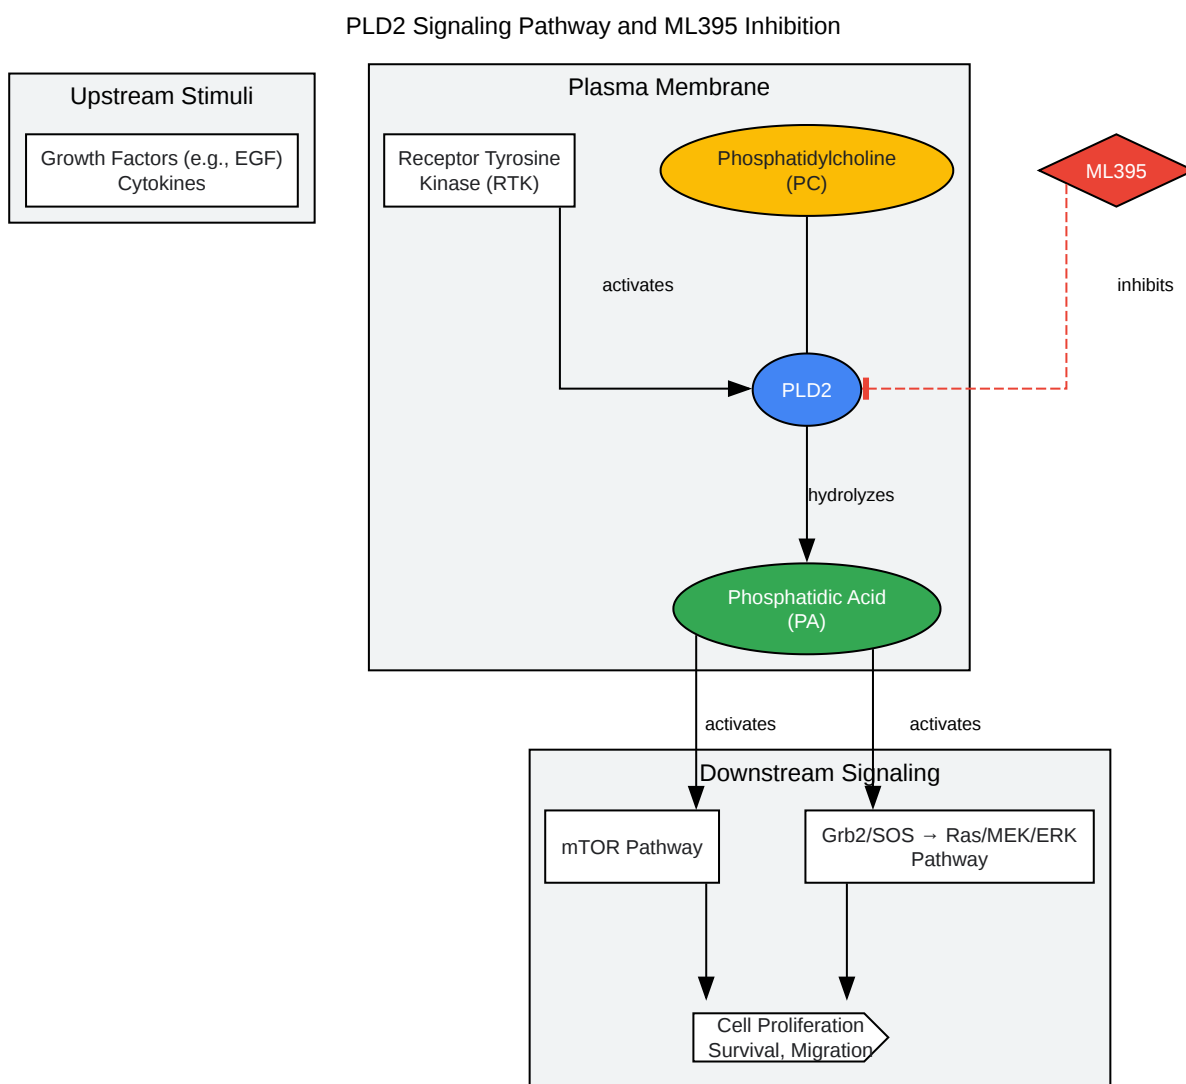 PLD2 Signaling Pathway and ML395 Inhibition
Upstream Stimuli
Growth Factors (e.g., EGF)
Cytokines
Plasma Membrane
Receptor Tyrosine
Kinase (RTK)
Phosphatidylcholine
(PC)
ML395
activates
inhibits
PLD2
hydrolyzes
Phosphatidic Acid
(PA)
activates
activates
Downstream Signaling
mTOR Pathway
Grb2/SOS → Ras/MEK/ERK
Pathway
Cell Proliferation
Survival, Migration